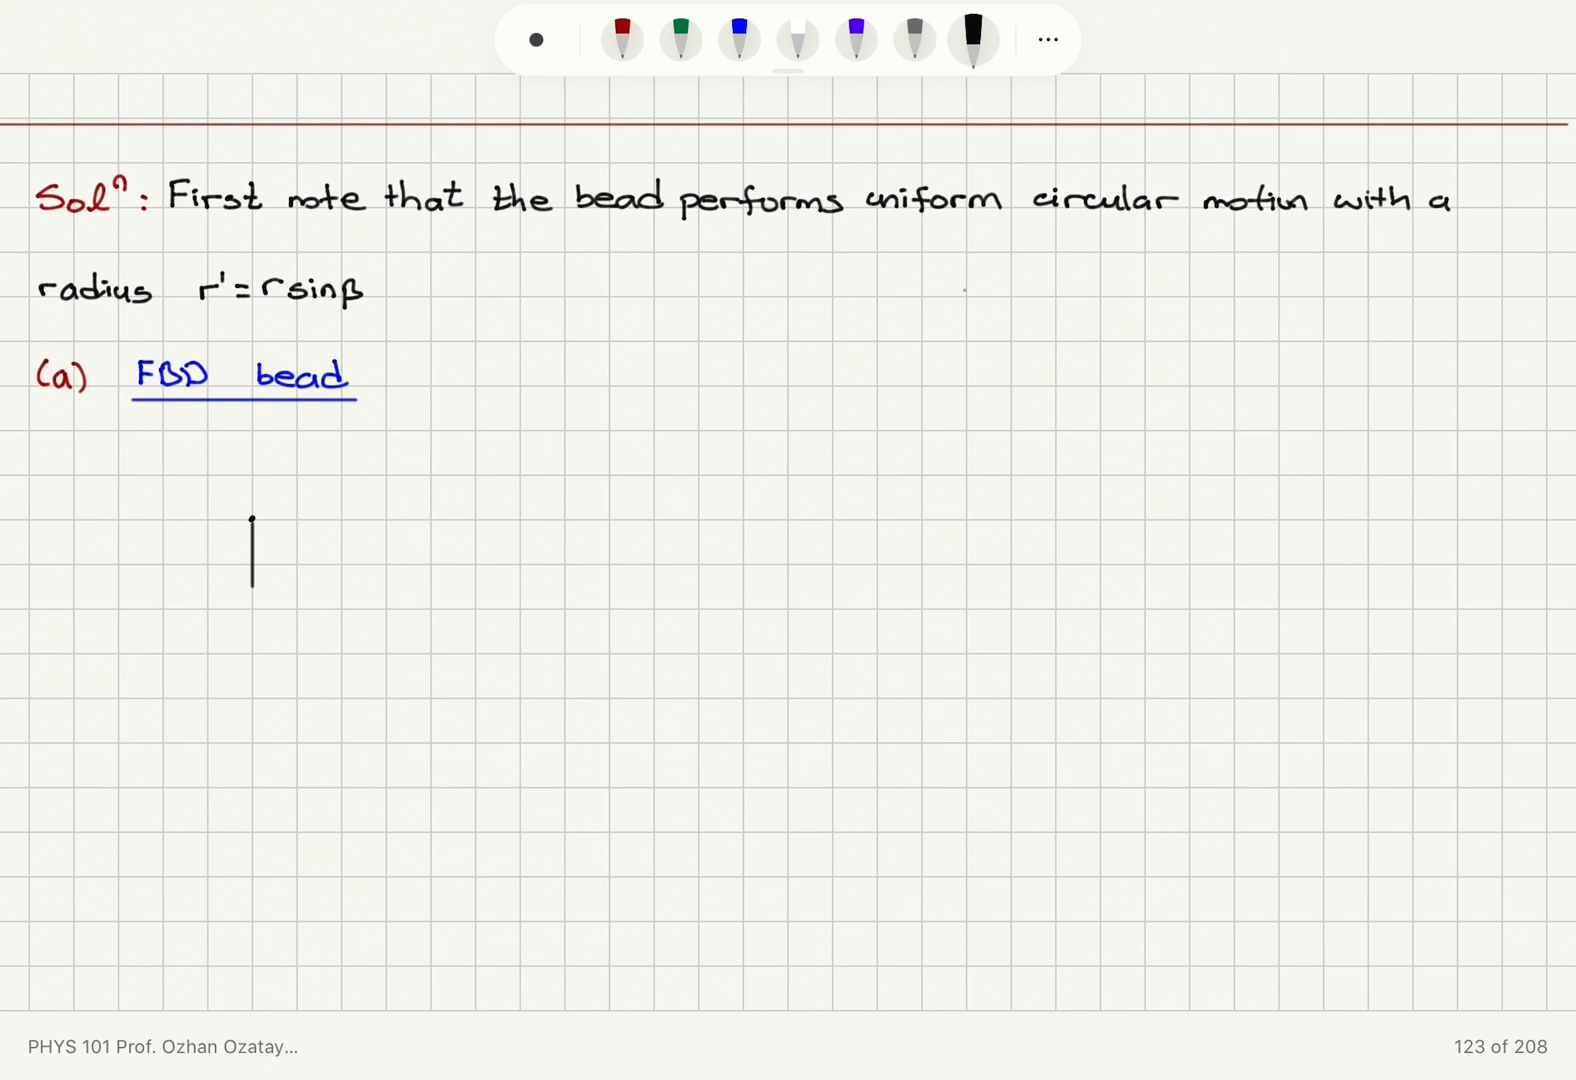 Solⁿ: First note that the bead performs uniform circular motion with a
radius r' = r sinβ
(a) FBD bead
PHYS 101 Prof. Ozhan Ozatay...
123 of 208